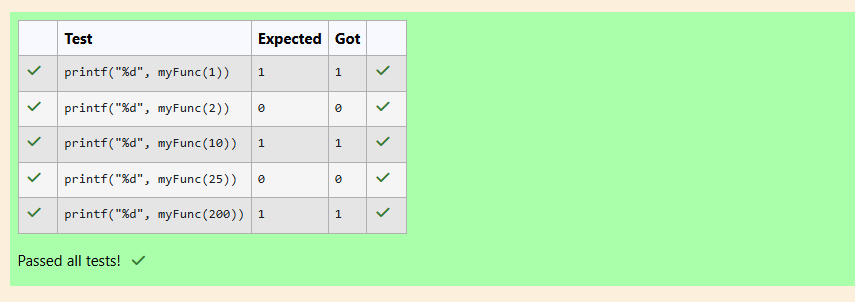 Test Expected Got
printf("%d", myFunc(1)) 1 1
printf("%d", myFunc(2)) 0 0
printf("%d", myFunc(10)) 1 1
printf("%d", myFunc(25)) 0 0
printf("%d", myFunc(200)) 1 1
Passed all tests!